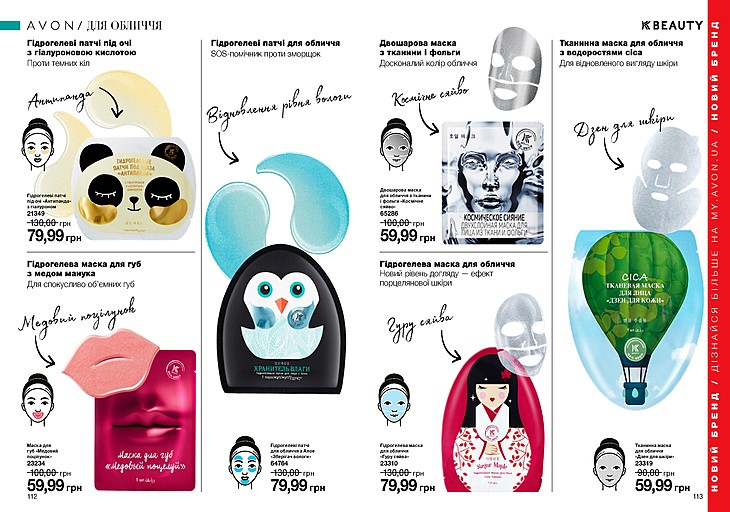 AVON / ДЛЯ ОБЛИЧЧЯ
K BEAUTY
Гідрогелеві патчі під очі
з гіалуроновою кислотою
Проти темних кіл
Антипанда
ГИДРОГЕЛЕВЫЕ
ПАТЧИ ПОД ГЛАЗА
«АНТИПАНДА»
Гідрогелеві патчі
під очі «Антипанда»
з гіалуроном
21349
130,00 грн
79,99 грн
Гідрогелева маска для губ
з медом манука
Для спокусливо об'ємних губ
Медовий поцілунок
Маска для губ
«Медовый поцелуй»
Маска для
губ «Медовий
поцілунок»
23234
100,00 грн
59,99 грн
112
Гідрогелеві патчі для обличчя
SOS-помічник проти зморщок
Відновлення рівня вологи
ХРАНИТЕЛЬ ВЛАГИ
Гідрогелеві патчі
для обличчя з Алое
«Зберігач вологи»
64764
130,00 грн
79,99 грн
Двошарова маска
з тканини і фольги
Досконалий колір обличчя
Космічне сяйво
КОСМИЧЕСКОЕ СИЯНИЕ
ДВУХСЛОЙНАЯ МАСКА ДЛЯ
ЛИЦА ИЗ ТКАНИ И ФОЛЬГИ
Двошарова маска
для обличчя з тканини
і фольги «Космічне
сяйво»
65286
100,00 грн
59,99 грн
Гідрогелева маска для обличчя
Новий рівень догляду — ефект
порцелянової шкіри
Гуру сяйва
Гідрогелева маска
для обличчя
«Гуру сяйва»
23310
130,00 грн
79,99 грн
Тканинна маска для обличчя
з водоростями cica
Для відновленого вигляду шкіри
Дзен для шкіри
CICA
ТКАНЕВАЯ МАСКА
ДЛЯ ЛИЦА
«ДЗЕН ДЛЯ КОЖИ»
Тканинна маска
для обличчя
«Дзен для шкіри»
23319
90,00 грн
59,99 грн
113
НОВИЙ БРЕНД / ДІЗНАЙСЯ БІЛЬШЕ НА MY.AVON.UA / НОВИЙ БРЕНД